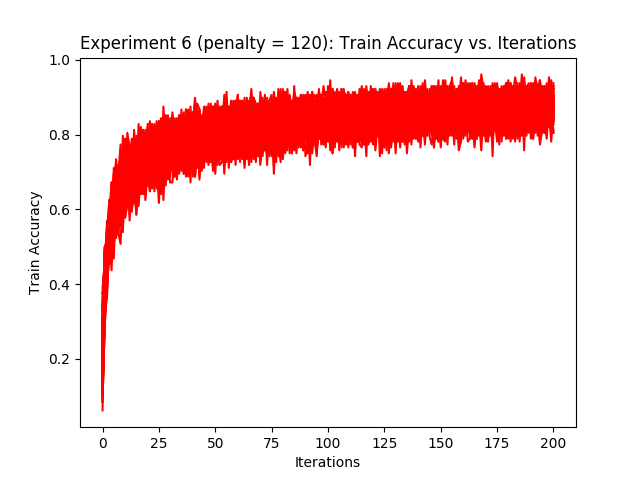 Experiment 6 (penalty = 120): Train Accuracy vs. Iterations
1.0
0.8
0.6
0.4
0.2
Train Accuracy
0 25 50 75 100 125 150 175 200
Iterations